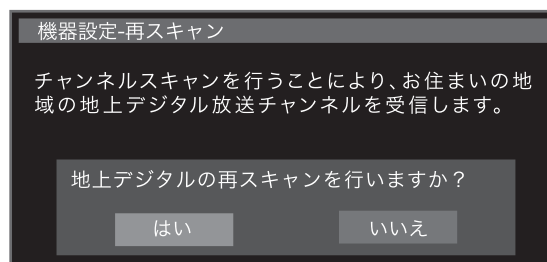 機器設定-再スキャン
チャンネルスキャンを行うことにより、お住まいの地
域の地上デジタル放送チャンネルを受信します。
地上デジタルの再スキャンを行いますか？
はい
いいえ